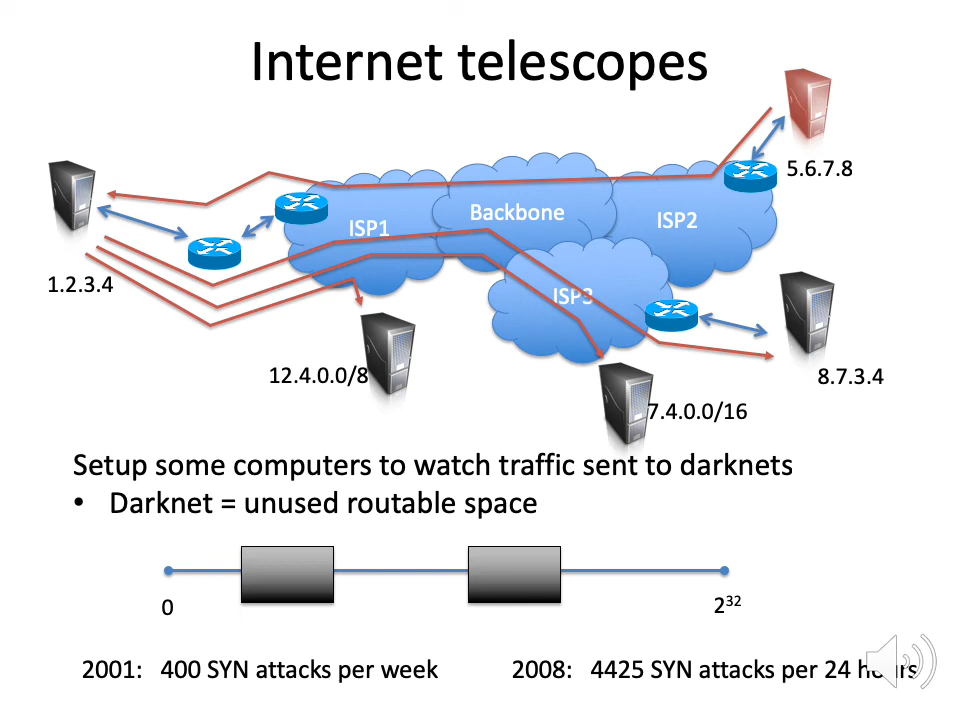 Internet telescopes
5.6.7.8
Backbone
ISP1
ISP2
1.2.3.4
ISP3
12.4.0.0/8
8.7.3.4
7.4.0.0/16
Setup some computers to watch traffic sent to darknets
• Darknet = unused routable space
0
2³²
2001: 400 SYN attacks per week
2008: 4425 SYN attacks per 24 hours